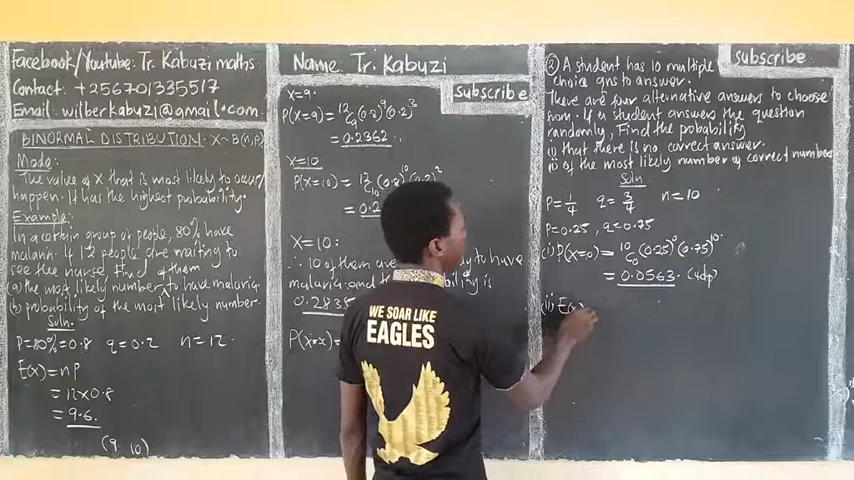 Facebook/Youtube: Tr. Kabuzi maths
Contact: +256701335517
Email: wilberkabuzi@gmail.com
BINORMAL DISTRIBUTION. X~B(n,p)
Mode:
The value of X that is most likely to occur/
happen. It has the highest probability.
Example:
In a certain group of people, 80% have
malaria. If 12 people are waiting to
see the nurse. Find of them
(a) the most likely number to have malaria.
(b) probability of the most likely number.
Soln.
P=80%=0.8 q=0.2 n=12.
E(x)=np
=12×0.8
=9.6.
(9 10)
Name: Tr. Kabuzi
subscribe
X=9.
P(X=9) = ¹²C₉(0.8)⁹(0.2)³
=0.2362.
X=10
P(X=10) = ¹²C₁₀(0.8)¹⁰(0.2)²
=0.2
X=10:
∴ 10 of them are to have
malaria and the is
0.2835
P(X=x)=
subscribe
② A student has 10 multiple
choice qns to answer.
There are four alternative answers to choose
from. If a student answers the question
randomly, Find the probability
(i) that there is no correct answer.
ii) of the most likely number of correct number
Soln
P=1/4 q=3/4 n=10
P=0.25, q=0.75
(i) P(X=0) = ¹⁰C₀(0.25)⁰(0.75)¹⁰
= 0.0563. (4dp)
(ii) E(x)
WE SOAR LIKE
EAGLES